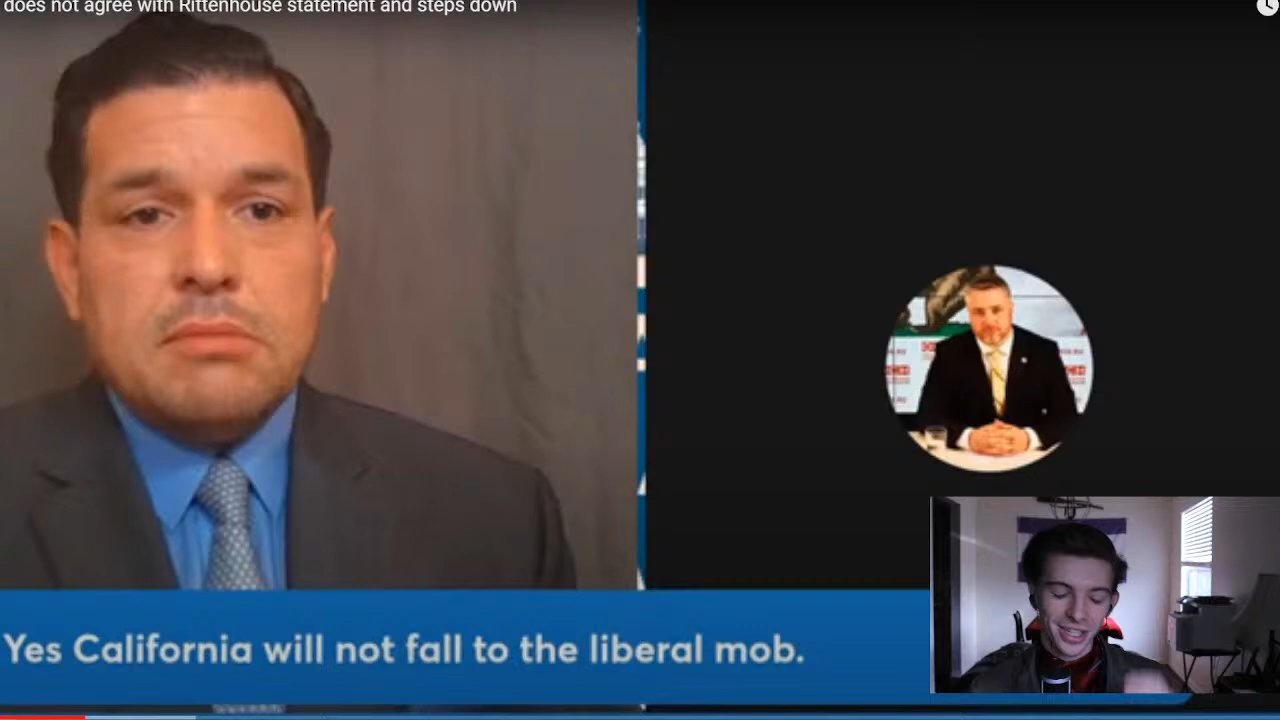 does not agree with Rittenhouse statement and steps down
Yes California will not fall to the liberal mob.